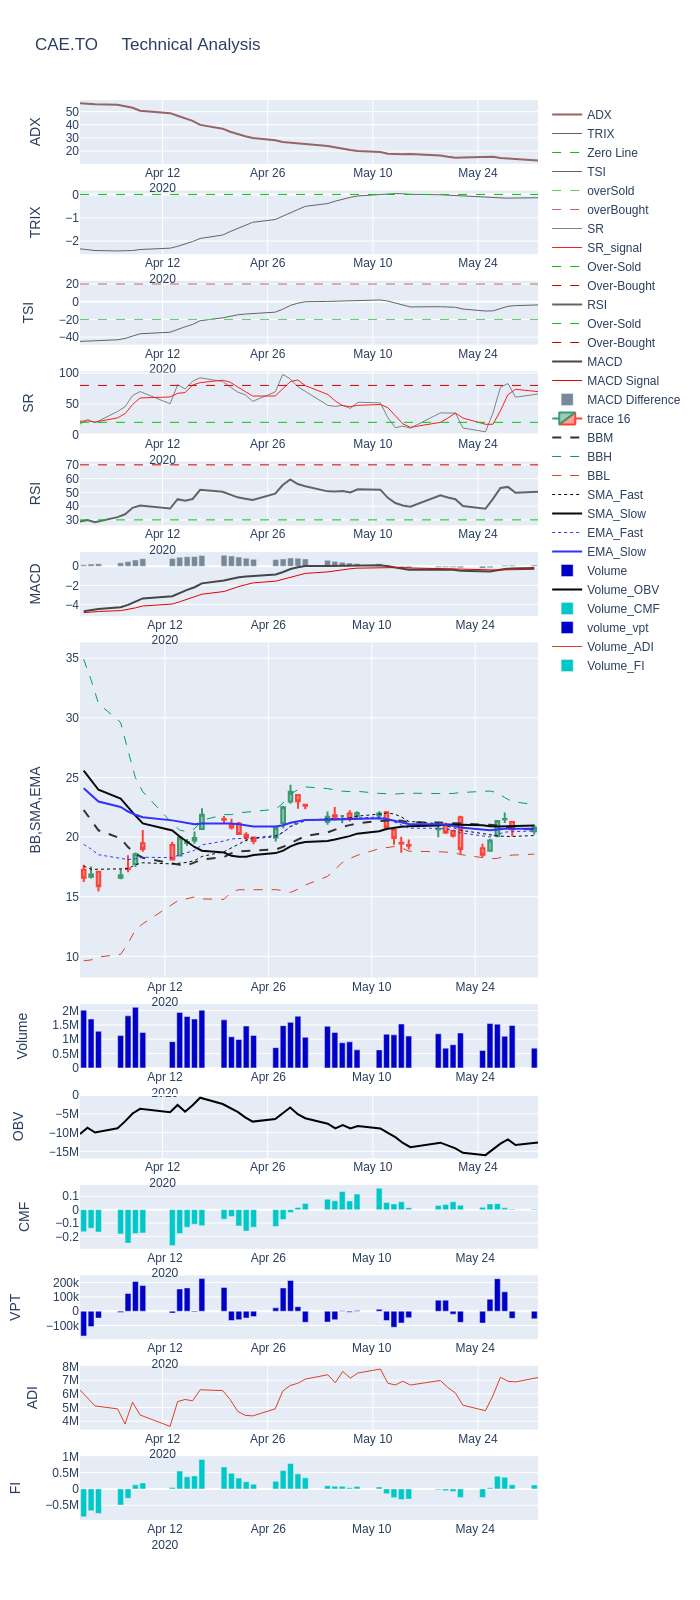 CAE.TO Technical Analysis
ADX
50
40
30
20
Apr 12
2020
Apr 26
May 10
May 24
TRIX
0
−1
−2
Apr 12
2020
Apr 26
May 10
May 24
TSI
20
0
−20
−40
Apr 12
2020
Apr 26
May 10
May 24
SR
100
50
0
Apr 12
2020
Apr 26
May 10
May 24
RSI
70
60
50
40
30
Apr 12
2020
Apr 26
May 10
May 24
MACD
0
−2
−4
Apr 12
2020
Apr 26
May 10
May 24
BB,SMA,EMA
35
30
25
20
15
10
Apr 12
2020
Apr 26
May 10
May 24
Volume
2M
1.5M
1M
0.5M
0
Apr 12
2020
Apr 26
May 10
May 24
OBV
0
−5M
−10M
−15M
Apr 12
2020
Apr 26
May 10
May 24
CMF
0.1
0
−0.1
−0.2
Apr 12
2020
Apr 26
May 10
May 24
VPT
200k
100k
0
−100k
Apr 12
2020
Apr 26
May 10
May 24
ADI
8M
7M
6M
5M
4M
Apr 12
2020
Apr 26
May 10
May 24
FI
1M
0.5M
0
−0.5M
Apr 12
2020
Apr 26
May 10
May 24
ADX
TRIX
Zero Line
TSI
overSold
overBought
SR
SR_signal
Over-Sold
Over-Bought
RSI
Over-Sold
Over-Bought
MACD
MACD Signal
MACD Difference
trace 16
BBM
BBH
BBL
SMA_Fast
SMA_Slow
EMA_Fast
EMA_Slow
Volume
Volume_OBV
Volume_CMF
volume_vpt
Volume_ADI
Volume_FI